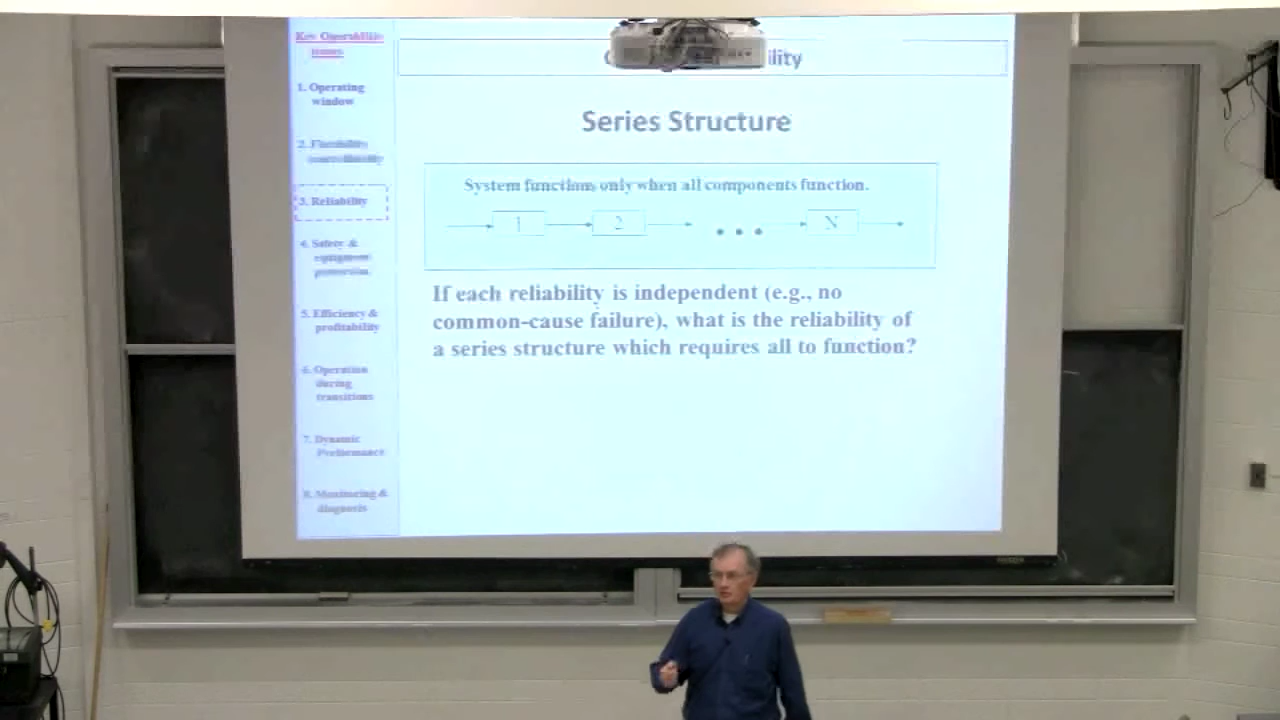 Key Operability
issues
1. Operating
window
2. Flexibility
controllability
3. Reliability
4. Safety &
equipment
protection
5. Efficiency &
profitability
6. Operation
during
transitions
7. Dynamic
Performance
8. Monitoring &
diagnosis
ility
Series Structure
System functions only when all components function.
1 2 • • • N
If each reliability is independent (e.g., no
common-cause failure), what is the reliability of
a series structure which requires all to function?